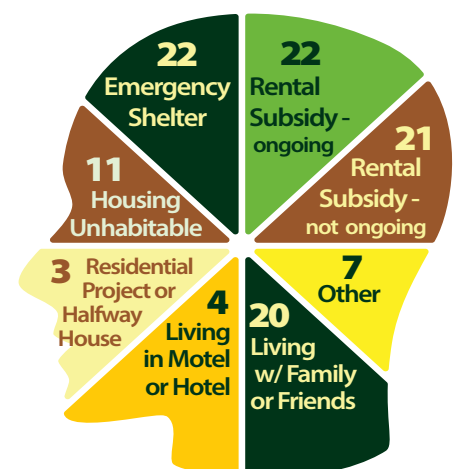 22
Emergency
Shelter
22
Rental
Subsidy -
ongoing
21
Rental
Subsidy -
not ongoing
11
Housing
Unhabitable
3 Residential
Project or
Halfway
House
4
Living
in Motel
or Hotel
20
Living
w/ Family
or Friends
7
Other